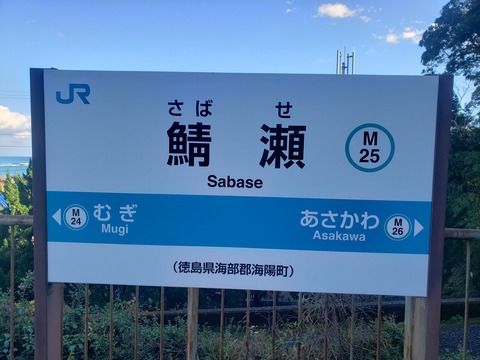 JR
さば せ
鯖 瀬
M
25
Sabase
M
24
むぎ
Mugi
あさかわ
Asakawa
M
26
(徳島県海部郡海陽町)